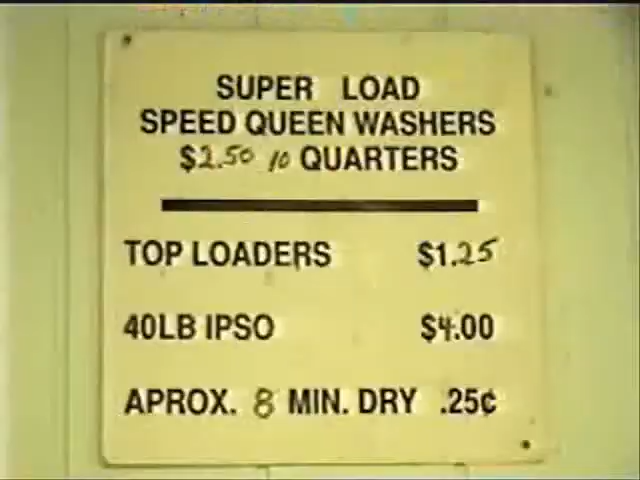 SUPER LOAD
SPEED QUEEN WASHERS
$2.50 10 QUARTERS
TOP LOADERS $1.25
40LB IPSO $4.00
APROX. 8 MIN. DRY .25¢